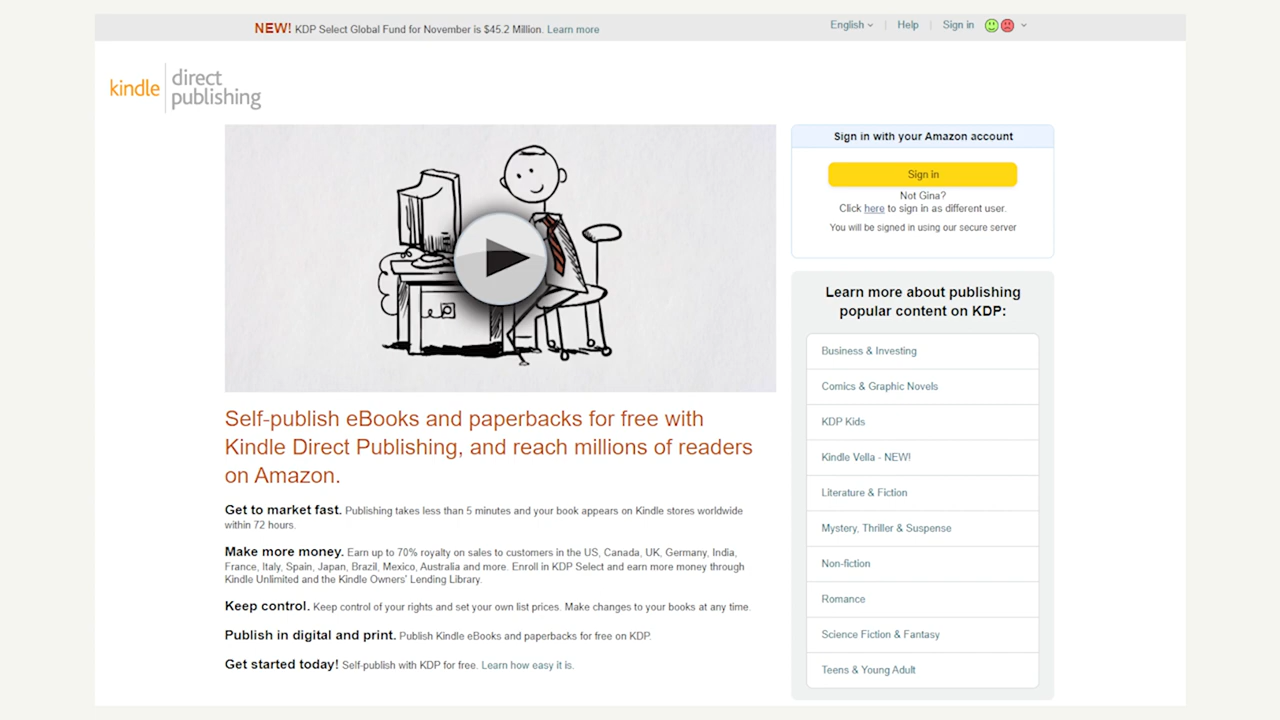 NEW! KDP Select Global Fund for November is $45.2 Million. Learn more
English
Help
Sign in
kindle
direct
publishing
Sign in with your Amazon account
Sign in
Not Gina?
Click here to sign in as different user.
You will be signed in using our secure server
Self-publish eBooks and paperbacks for free with
Kindle Direct Publishing, and reach millions of readers
on Amazon.
Get to market fast. Publishing takes less than 5 minutes and your book appears on Kindle stores worldwide
within 72 hours.
Make more money. Earn up to 70% royalty on sales to customers in the US, Canada, UK, Germany, India,
France, Italy, Spain, Japan, Brazil, Mexico, Australia and more. Enroll in KDP Select and earn more money through
Kindle Unlimited and the Kindle Owners' Lending Library.
Keep control. Keep control of your rights and set your own list prices. Make changes to your books at any time.
Publish in digital and print. Publish Kindle eBooks and paperbacks for free on KDP.
Get started today! Self-publish with KDP for free. Learn how easy it is.
Learn more about publishing
popular content on KDP:
Business & Investing
Comics & Graphic Novels
KDP Kids
Kindle Vella - NEW!
Literature & Fiction
Mystery, Thriller & Suspense
Non-fiction
Romance
Science Fiction & Fantasy
Teens & Young Adult